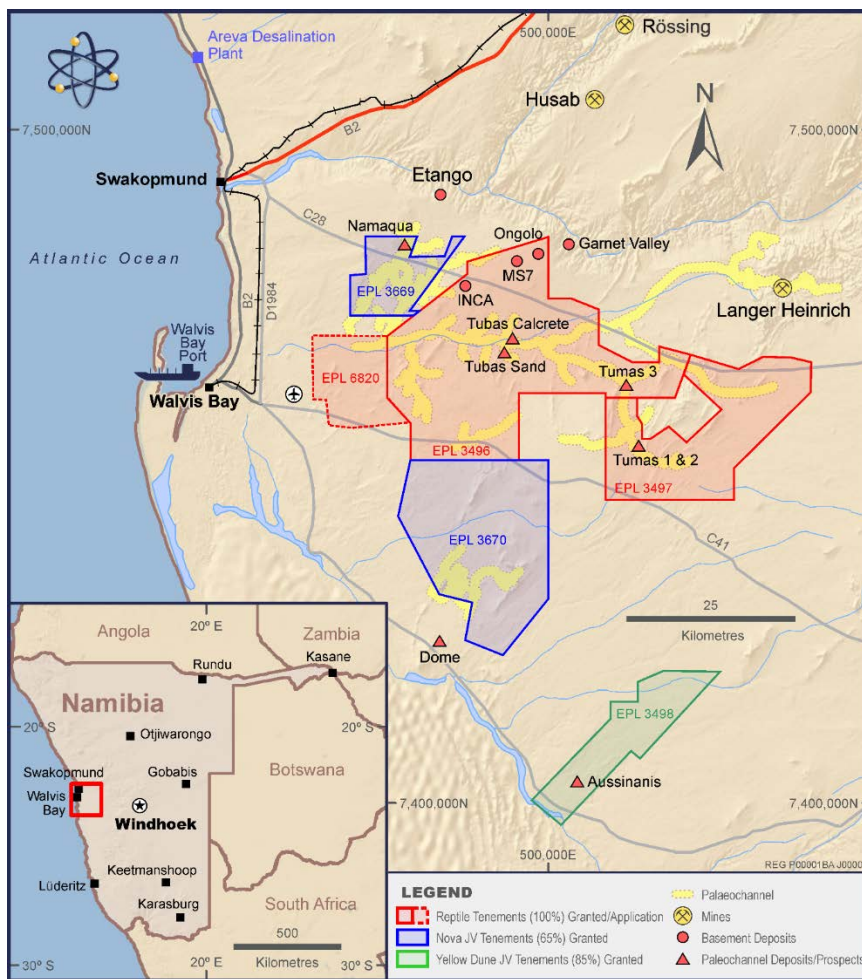 Areva Desalination
Plant
500,000E
Rössing
Husab
N
7,500,000N
7,500,000N
B2
Swakopmund
Etango
C28
Namaqua
Ongolo
Garnet Valley
MS7
Atlantic Ocean
EPL 3669
INCA
Langer Heinrich
B2
D1984
Tubas Calcrete
Walvis
Bay
Port
Tubas Sand
EPL 6820
Tumas 3
Walvis Bay
EPL 3496
Tumas 1 & 2
EPL 3497
EPL 3670
C41
25
Kilometres
Dome
EPL 3498
Aussinanis
7,400,000N
7,400,000N
500,000E
Angola
20° E
Zambia
Rundu
Kasane
Namibia
20° S
20° S
Otjiwarongo
Swakopmund
Gobabis
Botswana
Walvis
Bay
Windhoek
Keetmanshoop
Lüderitz
Karasburg
South Africa
500
Kilometres
30° S
20° E
30° S
LEGEND
Reptile Tenements (100%) Granted/Application
Nova JV Tenements (65%) Granted
Yellow Dune JV Tenements (85%) Granted
Palaeochannel
Mines
Basement Deposits
Paleochannel Deposits/Prospects